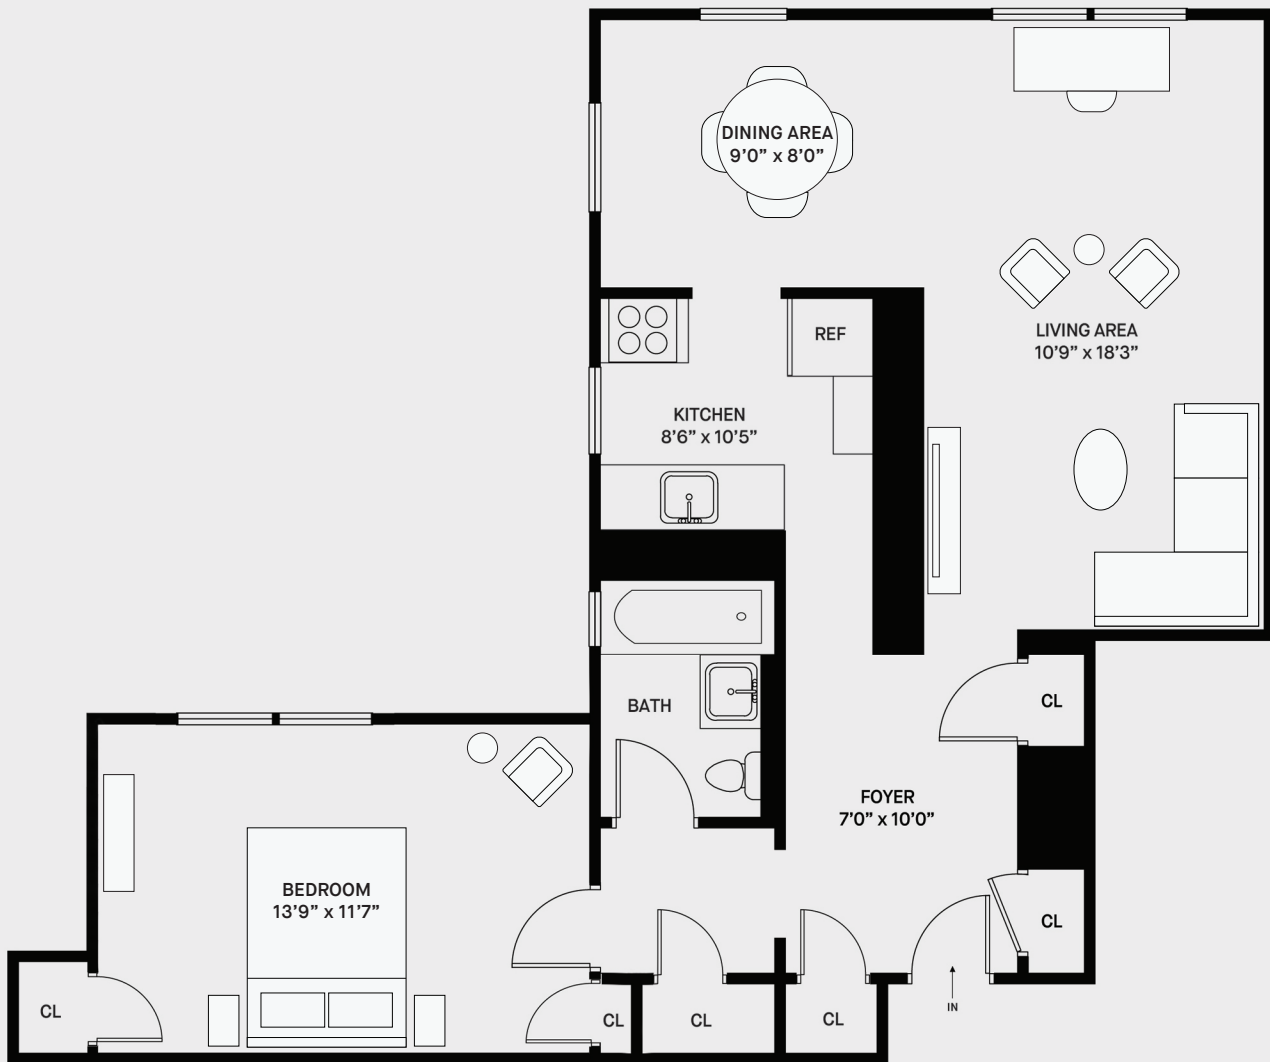 DINING AREA
9’0” x 8’0”
REF
LIVING AREA
10’9” x 18’3”
KITCHEN
8’6” x 10’5”
BATH
CL
FOYER
7’0” x 10’0”
BEDROOM
13’9” x 11’7”
CL
CL
CL
CL
CL
IN